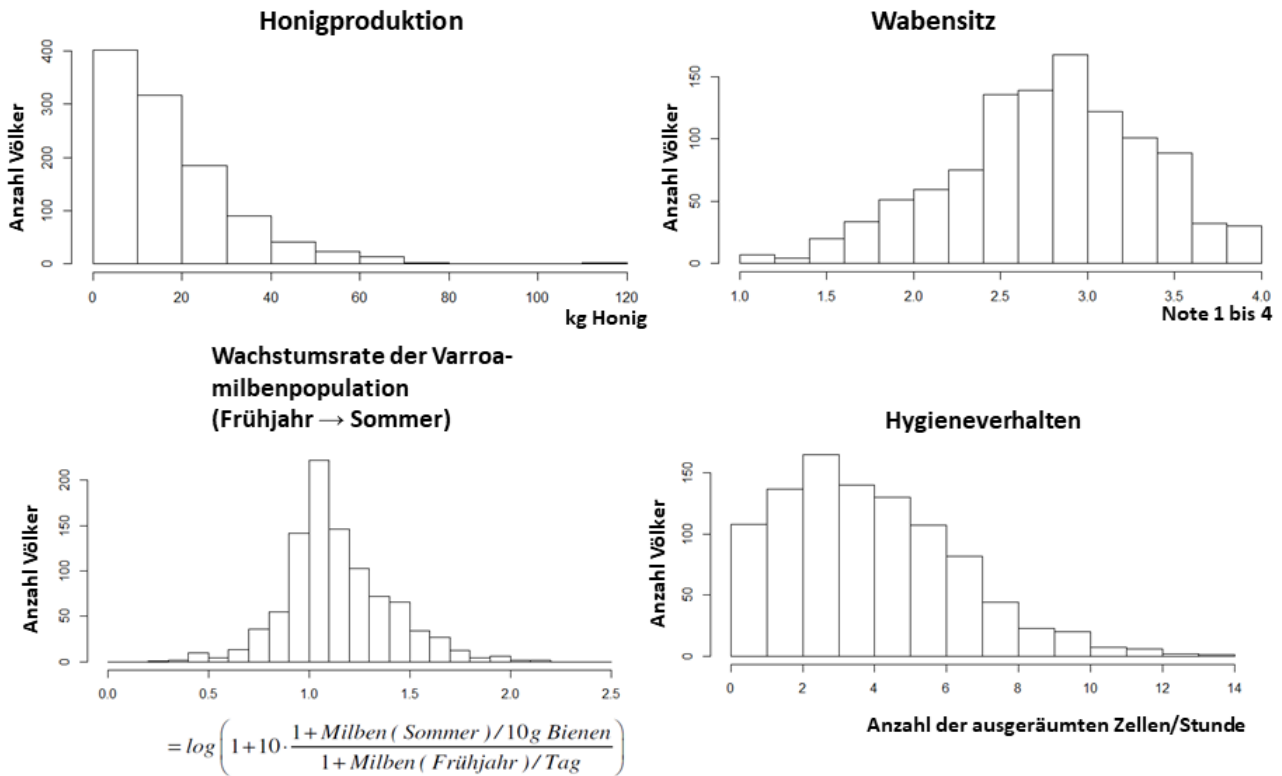 Honigproduktion
Anzahl Völker
0 100 200 300 400
0 20 40 60 80 100 120
kg Honig
Wabensitz
Anzahl Völker
0 50 100 150
1.0 1.5 2.0 2.5 3.0 3.5 4.0
Note 1 bis 4
Wachstumsrate der Varroa-
milbenpopulation
(Frühjahr → Sommer)
Anzahl Völker
0 50 100 150 200
0.0 0.5 1.0 1.5 2.0 2.5
= log(1+10·(1+Milben ( Sommer )/10g Bienen)/(1+Milben ( Frühjahr )/Tag))
Hygieneverhalten
Anzahl Völker
0 50 100 150
0 2 4 6 8 10 12 14
Anzahl der ausgeräumten Zellen/Stunde